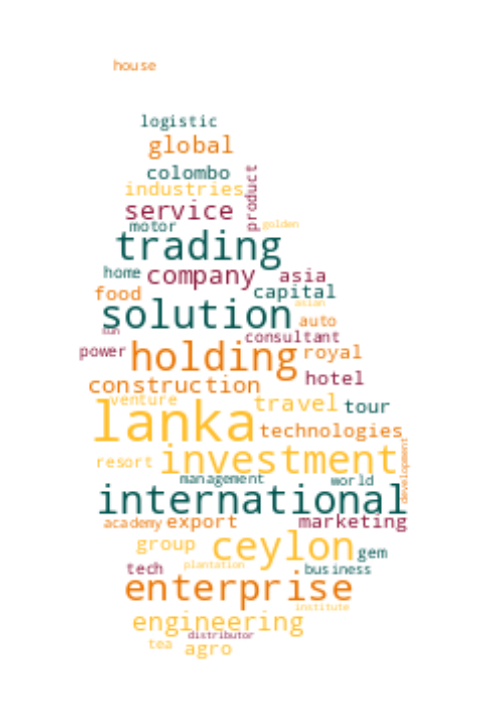 house
logistic
global
colombo
industries
product
service
motor
golden
trading
home
company
asia
food
capital
asian
solution
auto
sun
consultant
power
holding
royal
hotel
construction
venture
travel
tour
lanka
technologies
resort
investment
development
management
world
international
academy
export
marketing
group
ceylon
gem
tech
plantation
business
enterprise
institute
engineering
distributor
tea
agro